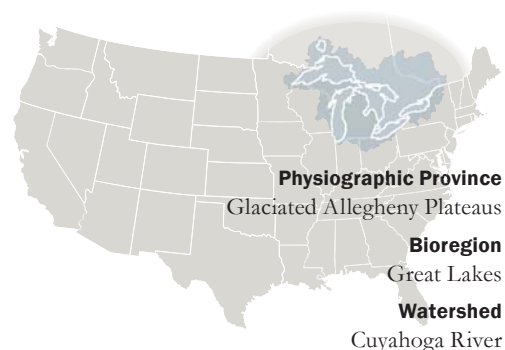 Physiographic Province
Glaciated Allegheny Plateaus
Bioregion
Great Lakes
Watershed
Cuyahoga River